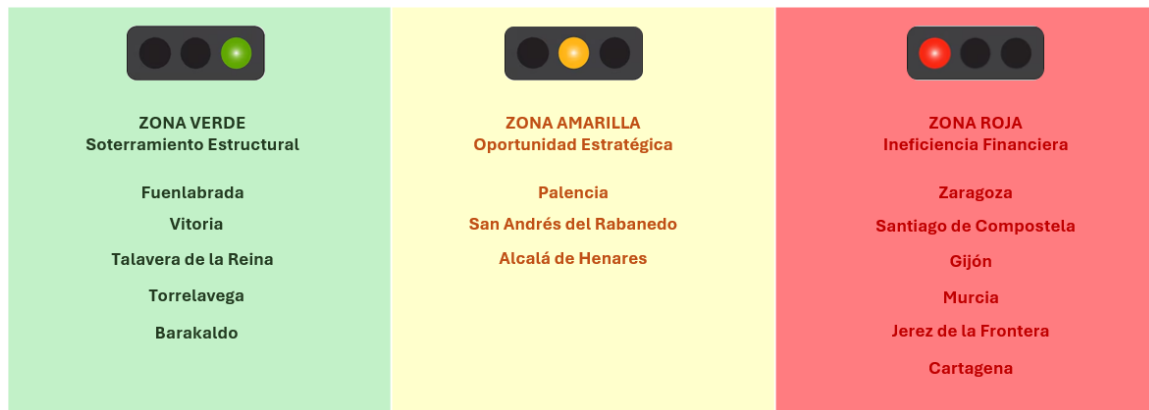 ZONA VERDE
Soterramiento Estructural
Fuenlabrada
Vitoria
Talavera de la Reina
Torrelavega
Barakaldo
ZONA AMARILLA
Oportunidad Estratégica
Palencia
San Andrés del Rabanedo
Alcalá de Henares
ZONA ROJA
Ineficiencia Financiera
Zaragoza
Santiago de Compostela
Gijón
Murcia
Jerez de la Frontera
Cartagena